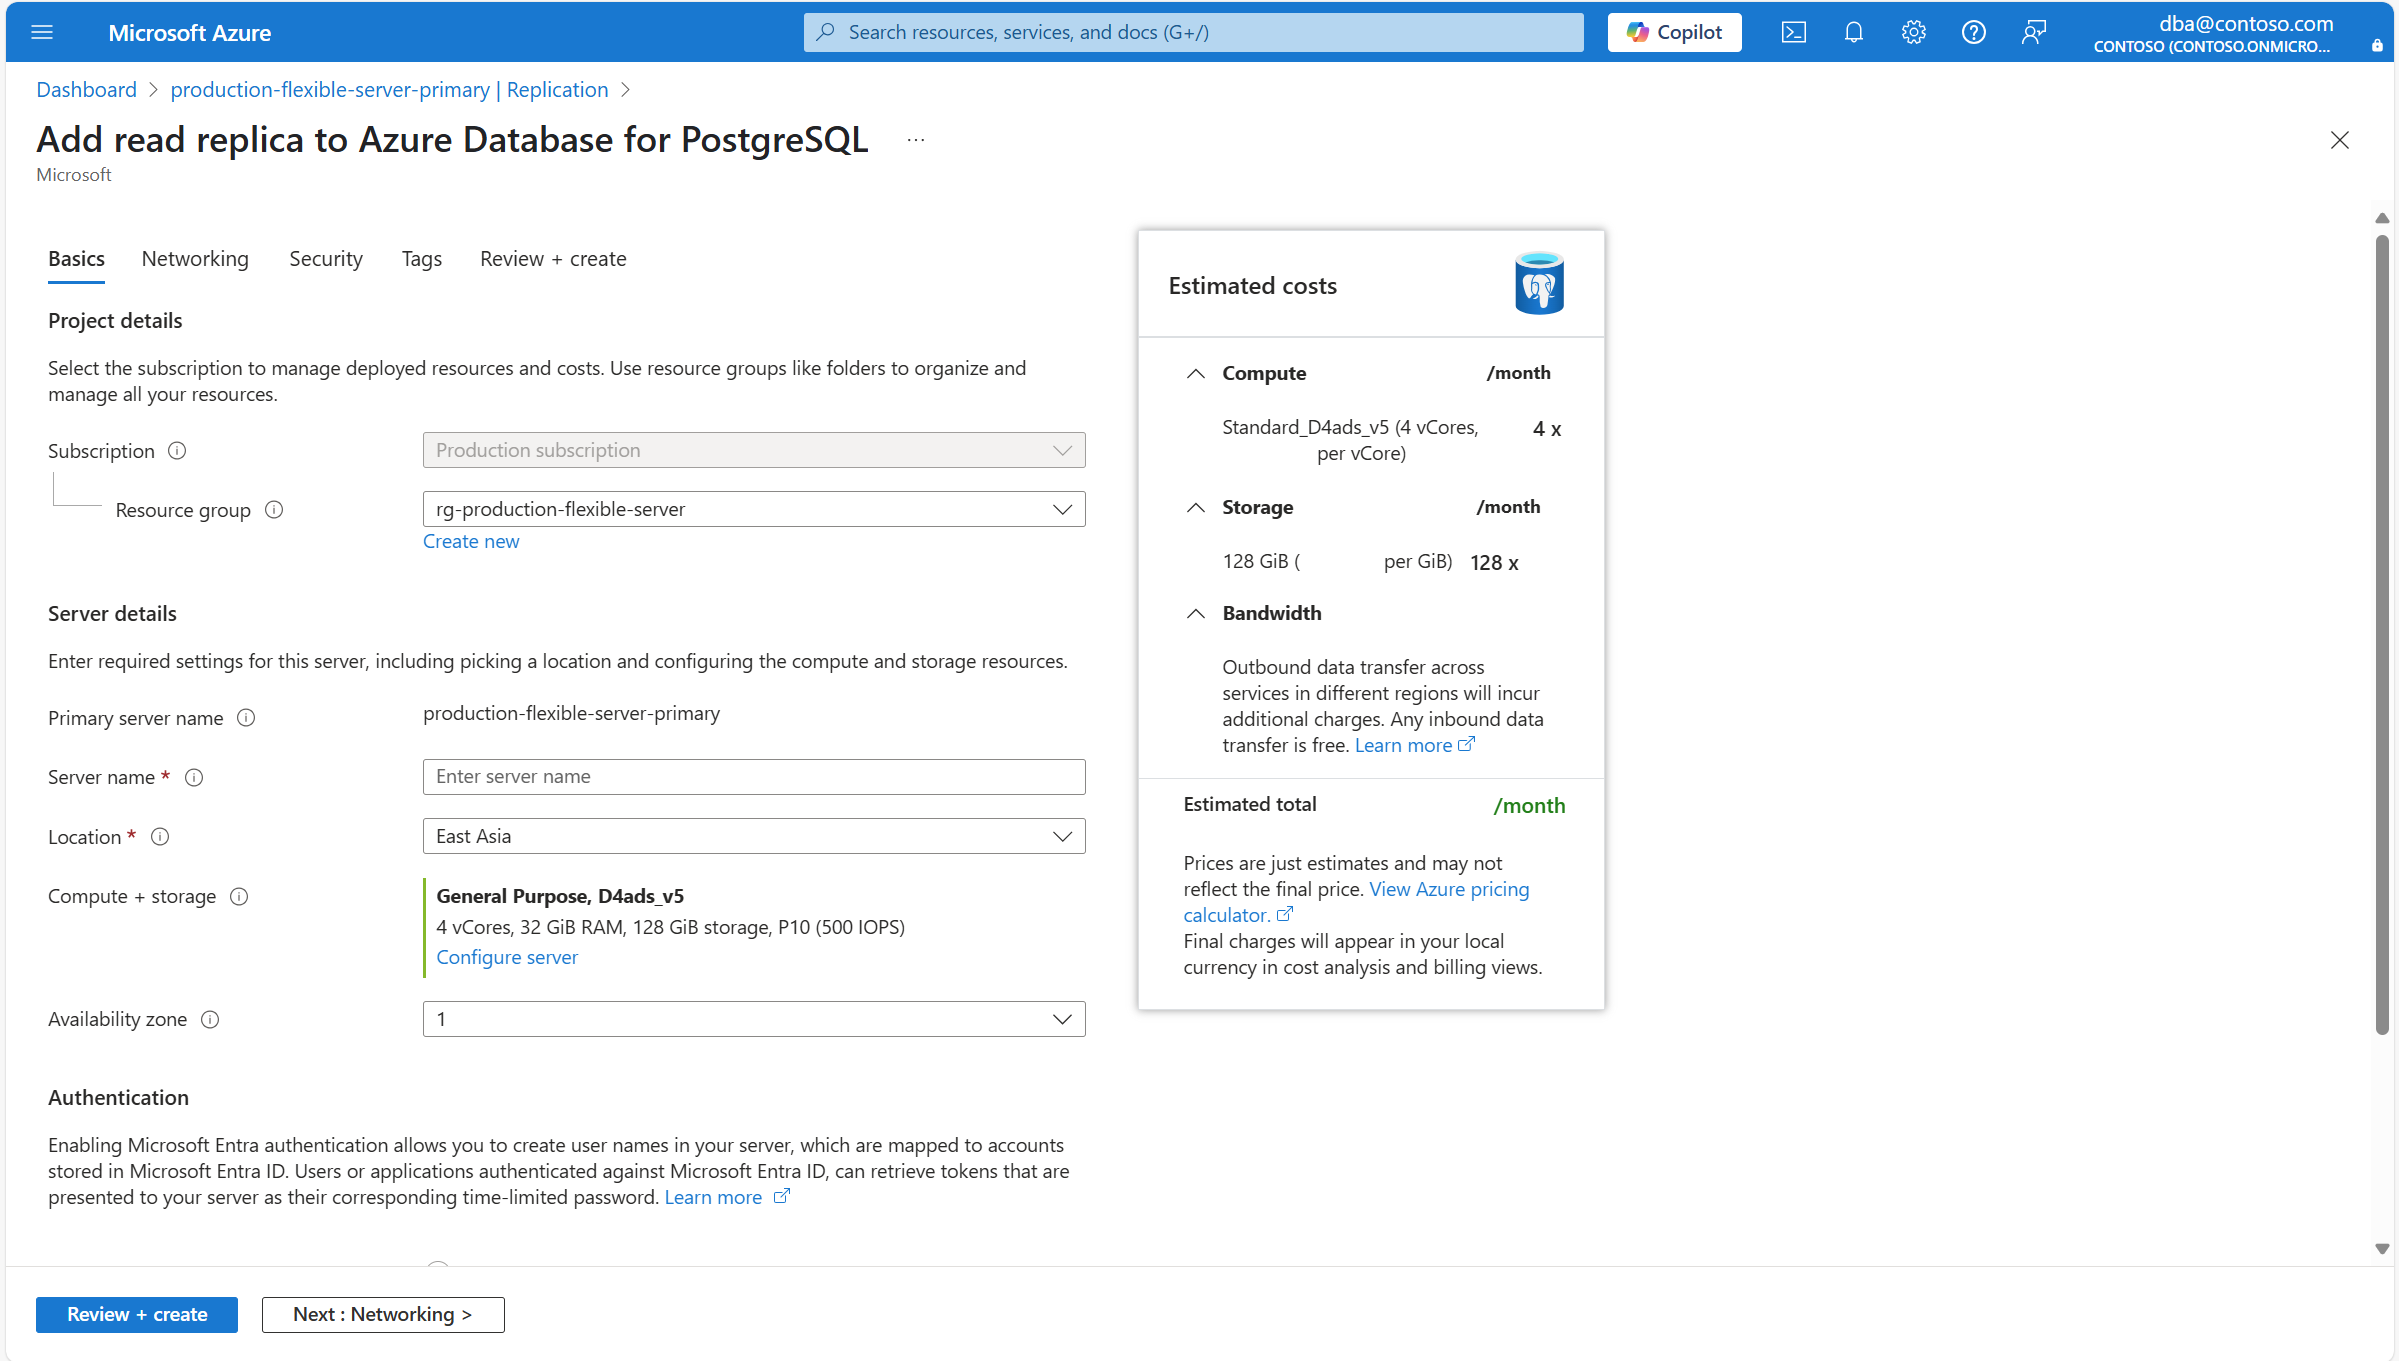 Microsoft Azure
Search resources, services, and docs (G+/)
Copilot
dba@contoso.com
CONTOSO (CONTOSO.ONMICRO...
Dashboard > production-flexible-server-primary | Replication >
Add read replica to Azure Database for PostgreSQL ...
Microsoft
Basics Networking Security Tags Review + create
Project details
Select the subscription to manage deployed resources and costs. Use resource groups like folders to organize and
manage all your resources.
Subscription
Production subscription
Resource group
rg-production-flexible-server
Create new
Server details
Enter required settings for this server, including picking a location and configuring the compute and storage resources.
Primary server name
production-flexible-server-primary
Server name *
Enter server name
Location *
East Asia
Compute + storage
General Purpose, D4ads_v5
4 vCores, 32 GiB RAM, 128 GiB storage, P10 (500 IOPS)
Configure server
Availability zone
1
Authentication
Enabling Microsoft Entra authentication allows you to create user names in your server, which are mapped to accounts
stored in Microsoft Entra ID. Users or applications authenticated against Microsoft Entra ID, can retrieve tokens that are
presented to your server as their corresponding time-limited password. Learn more
Estimated costs
Compute /month
Standard_D4ads_v5 (4 vCores, 4 x
per vCore)
Storage /month
128 GiB ( per GiB) 128 x
Bandwidth
Outbound data transfer across
services in different regions will incur
additional charges. Any inbound data
transfer is free. Learn more
Estimated total /month
Prices are just estimates and may not
reflect the final price. View Azure pricing
calculator.
Final charges will appear in your local
currency in cost analysis and billing views.
Review + create
Next : Networking >